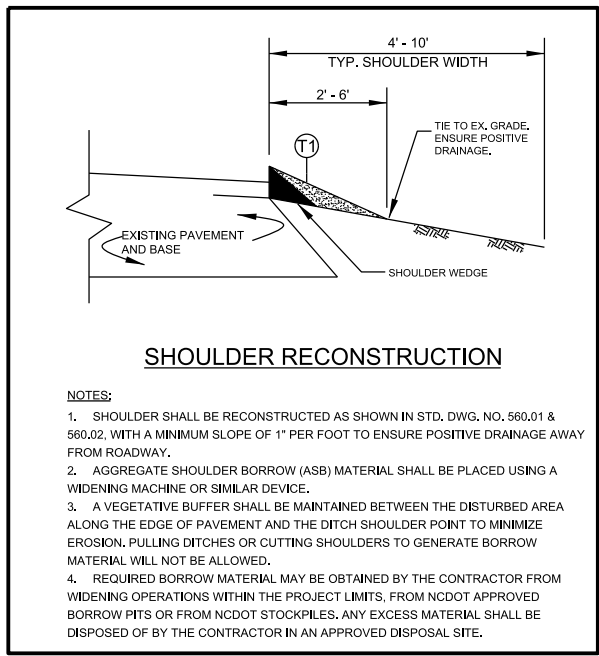 4' - 10'
TYP. SHOULDER WIDTH
2' - 6'
TIE TO EX. GRADE.
ENSURE POSITIVE
DRAINAGE.
T1
EXISTING PAVEMENT
AND BASE
SHOULDER WEDGE
SHOULDER RECONSTRUCTION
NOTES:
1. SHOULDER SHALL BE RECONSTRUCTED AS SHOWN IN STD. DWG. NO. 560.01 &
560.02, WITH A MINIMUM SLOPE OF 1" PER FOOT TO ENSURE POSITIVE DRAINAGE AWAY
FROM ROADWAY.
2. AGGREGATE SHOULDER BORROW (ASB) MATERIAL SHALL BE PLACED USING A
WIDENING MACHINE OR SIMILAR DEVICE.
3. A VEGETATIVE BUFFER SHALL BE MAINTAINED BETWEEN THE DISTURBED AREA
ALONG THE EDGE OF PAVEMENT AND THE DITCH SHOULDER POINT TO MINIMIZE
EROSION. PULLING DITCHES OR CUTTING SHOULDERS TO GENERATE BORROW
MATERIAL WILL NOT BE ALLOWED.
4. REQUIRED BORROW MATERIAL MAY BE OBTAINED BY THE CONTRACTOR FROM
WIDENING OPERATIONS WITHIN THE PROJECT LIMITS, FROM NCDOT APPROVED
BORROW PITS OR FROM NCDOT STOCKPILES. ANY EXCESS MATERIAL SHALL BE
DISPOSED OF BY THE CONTRACTOR IN AN APPROVED DISPOSAL SITE.